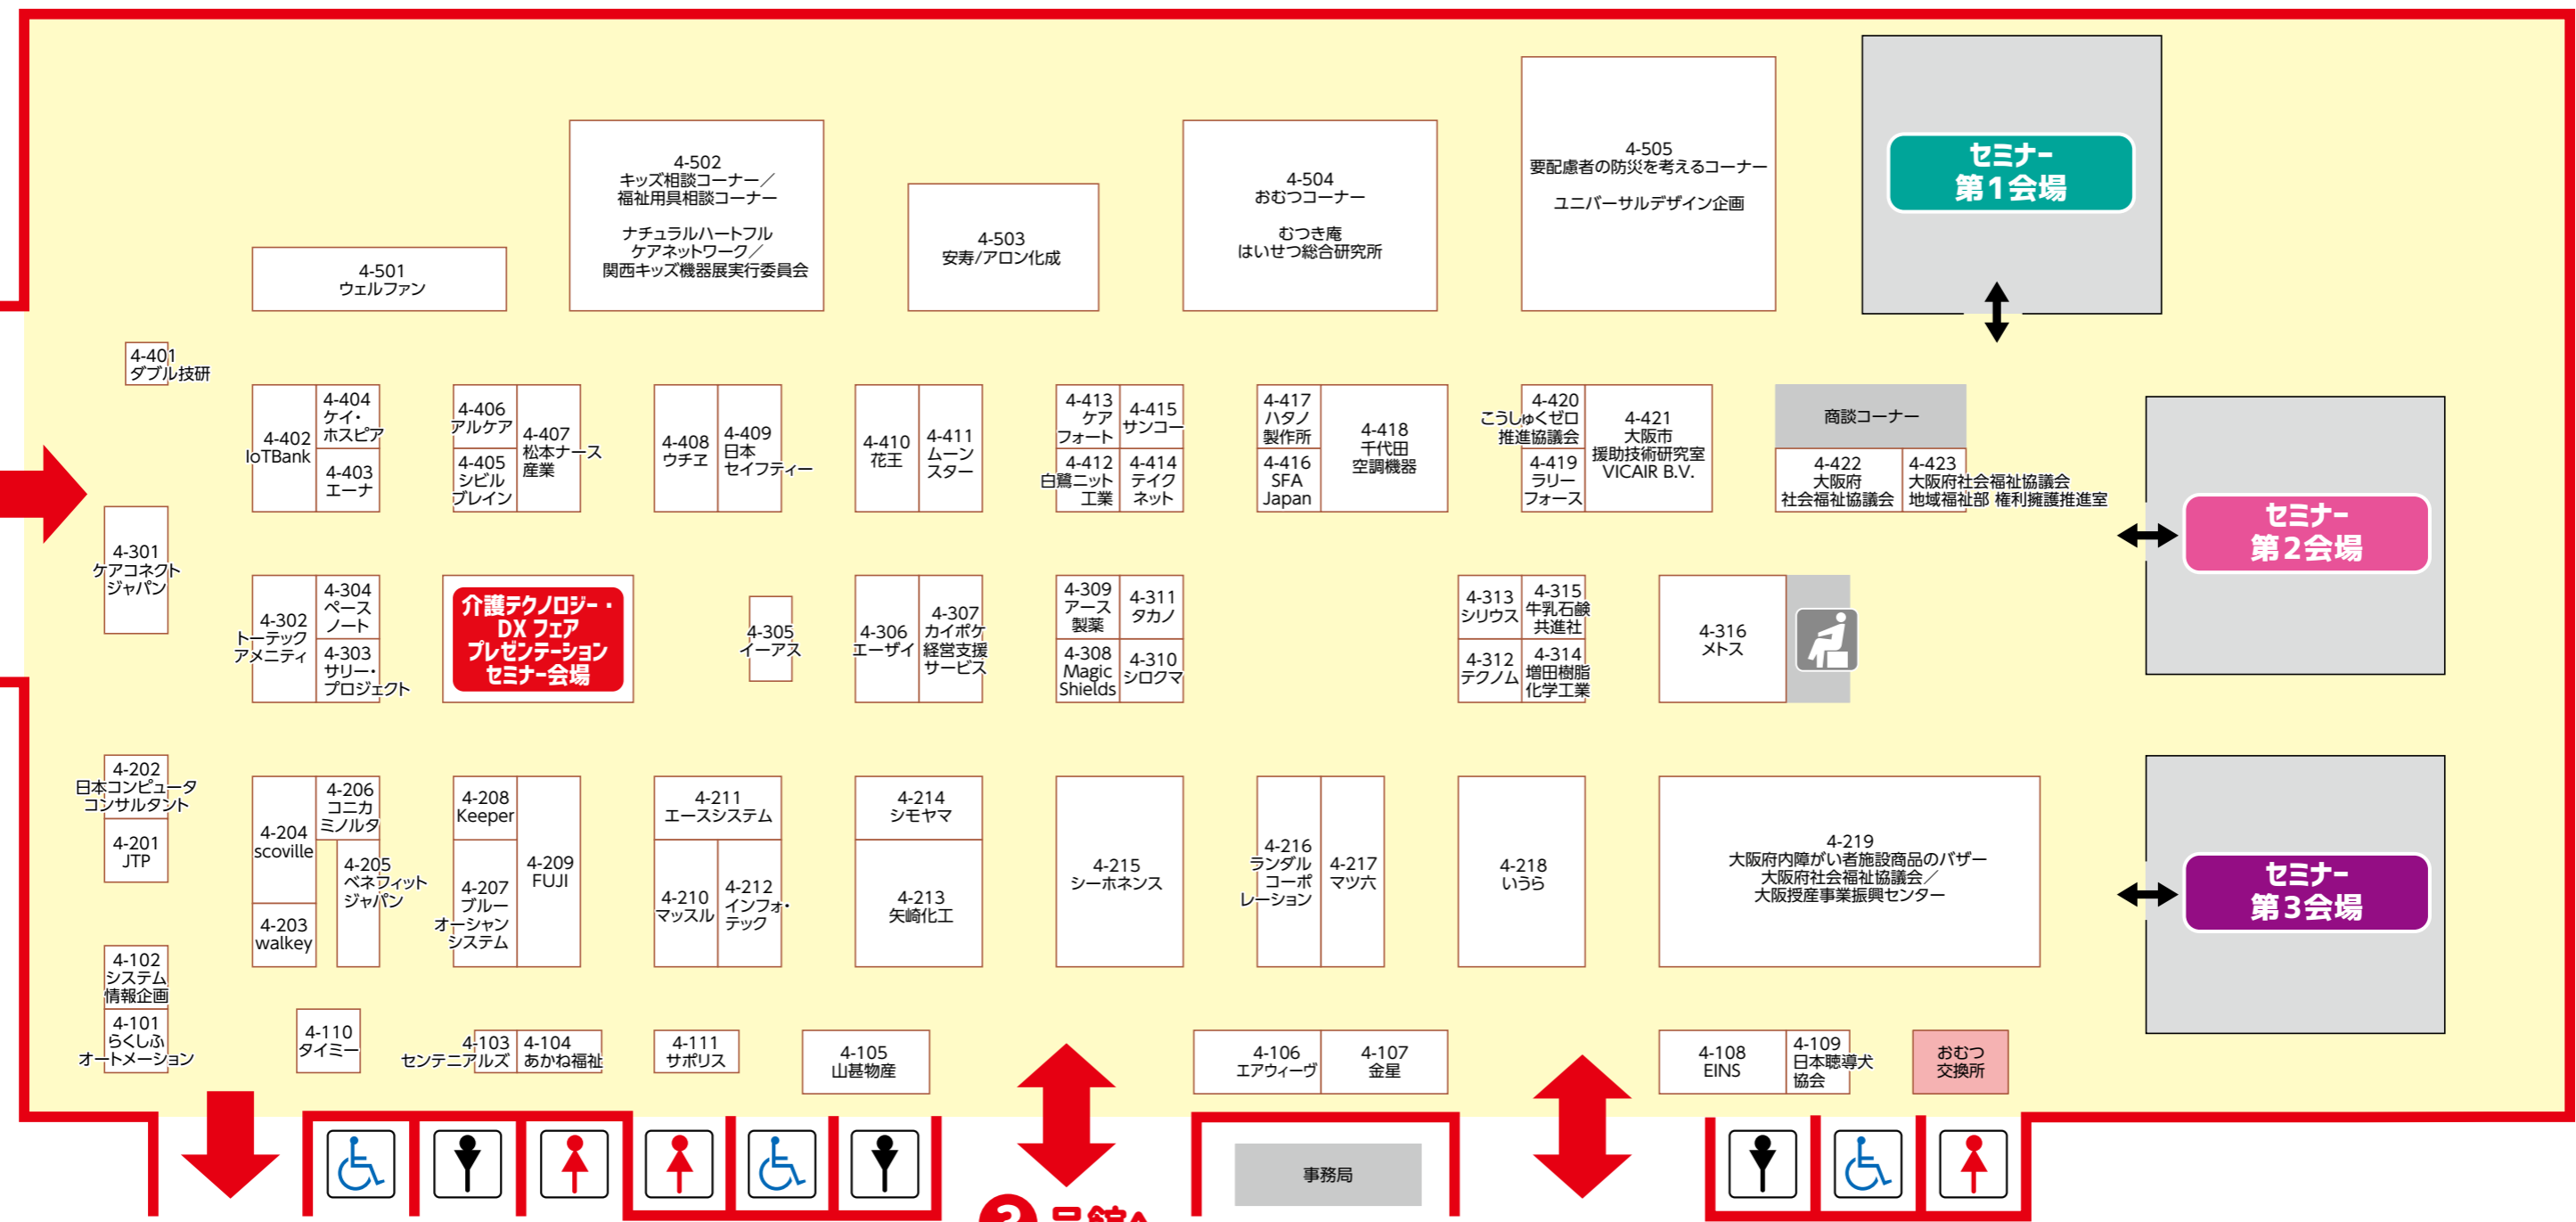 4-501
ウェルファン
4-502
キッズ相談コーナー／
福祉用具相談コーナー
ナチュラルハートフル
ケアネットワーク／
関西キッズ機器展実行委員会
4-503
安寿/アロン化成
4-504
おむつコーナー
むつき庵
はいせつ総合研究所
4-505
要配慮者の防災を考えるコーナー
ユニバーサルデザイン企画
セミナー
第1会場
4-401
ダブル技研
4-402
IoTBank
4-404
ケイ・
ホスピア
4-403
エーナ
4-406
アルケア
4-405
シビル
ブレイン
4-407
松本ナース
産業
4-408
ウチヱ
4-409
日本
セイフティー
4-410
花王
4-411
ムーン
スター
4-413
ケア
フォート
4-415
サンコー
4-412
白鷺ニット
工業
4-414
テイク
ネット
4-417
ハタノ
製作所
4-416
SFA
Japan
4-418
千代田
空調機器
4-420
こうしゅくゼロ
推進協議会
4-419
ラリー
フォース
4-421
大阪市
援助技術研究室
VICAIR B.V.
商談コーナー
4-422
大阪府
社会福祉協議会
4-423
大阪府社会福祉協議会
地域福祉部 権利擁護推進室
セミナー
第2会場
4-301
ケアコネクト
ジャパン
4-302
トーテック
アメニティ
4-304
ペース
ノート
4-303
サリー・
プロジェクト
介護テクノロジー・
DX フェア
プレゼンテーション
セミナー会場
4-305
イーアス
4-306
エーザイ
4-307
カイポケ
経営支援
サービス
4-309
アース
製薬
4-311
タカノ
4-308
Magic
Shields
4-310
シロクマ
4-313
シリウス
4-315
牛乳石鹸
共進社
4-312
テクノム
4-314
増田樹脂
化学工業
4-316
メトス
4-202
日本コンピュータ
コンサルタント
4-201
JTP
4-204
scoville
4-206
コニカ
ミノルタ
4-205
ベネフィット
ジャパン
4-203
walkey
4-208
Keeper
4-207
ブルー
オーシャン
システム
4-209
FUJI
4-211
エースシステム
4-210
マッスル
4-212
インフォ・
テック
4-214
シモヤマ
4-213
矢崎化工
4-215
シーホネンス
4-216
ランダル
コーポ
レーション
4-217
マツ六
4-218
いうら
4-219
大阪府内障がい者施設商品のバザー
大阪府社会福祉協議会／
大阪授産事業振興センター
セミナー
第3会場
4-102
システム
情報企画
4-101
らくしふ
オートメーション
4-110
タイミー
4-103
センテニアルズ
4-104
あかね福祉
4-111
サポリス
4-105
山甚物産
4-106
エアウィーヴ
4-107
金星
4-108
EINS
4-109
日本聴導犬
協会
おむつ
交換所
事務局